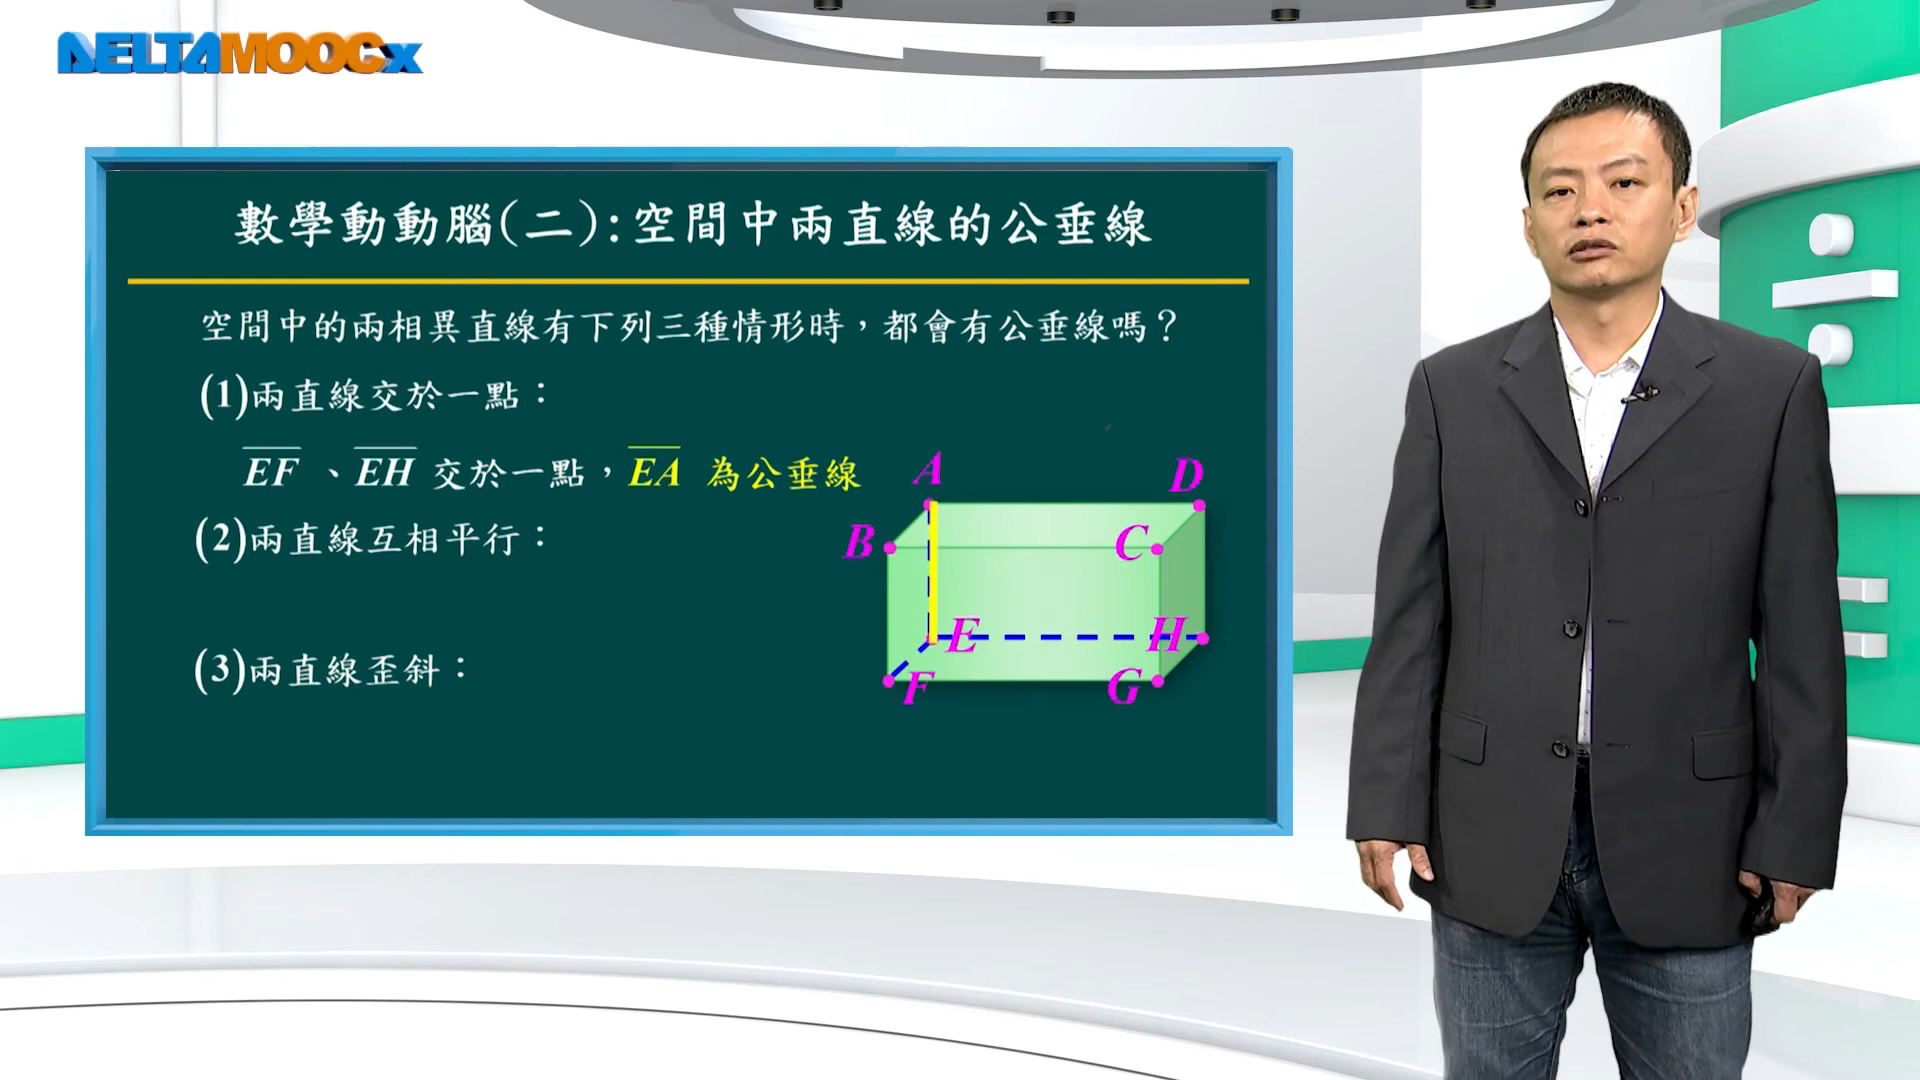 DELTAMOOCx
數學動動腦(二):空間中兩直線的公垂線
空間中的兩相異直線有下列三種情形時，都會有公垂線嗎？
(1)兩直線交於一點：
EF、EH 交於一點，EA 為公垂線
(2)兩直線互相平行：
(3)兩直線歪斜：
A
D
B
C
E
H
F
G